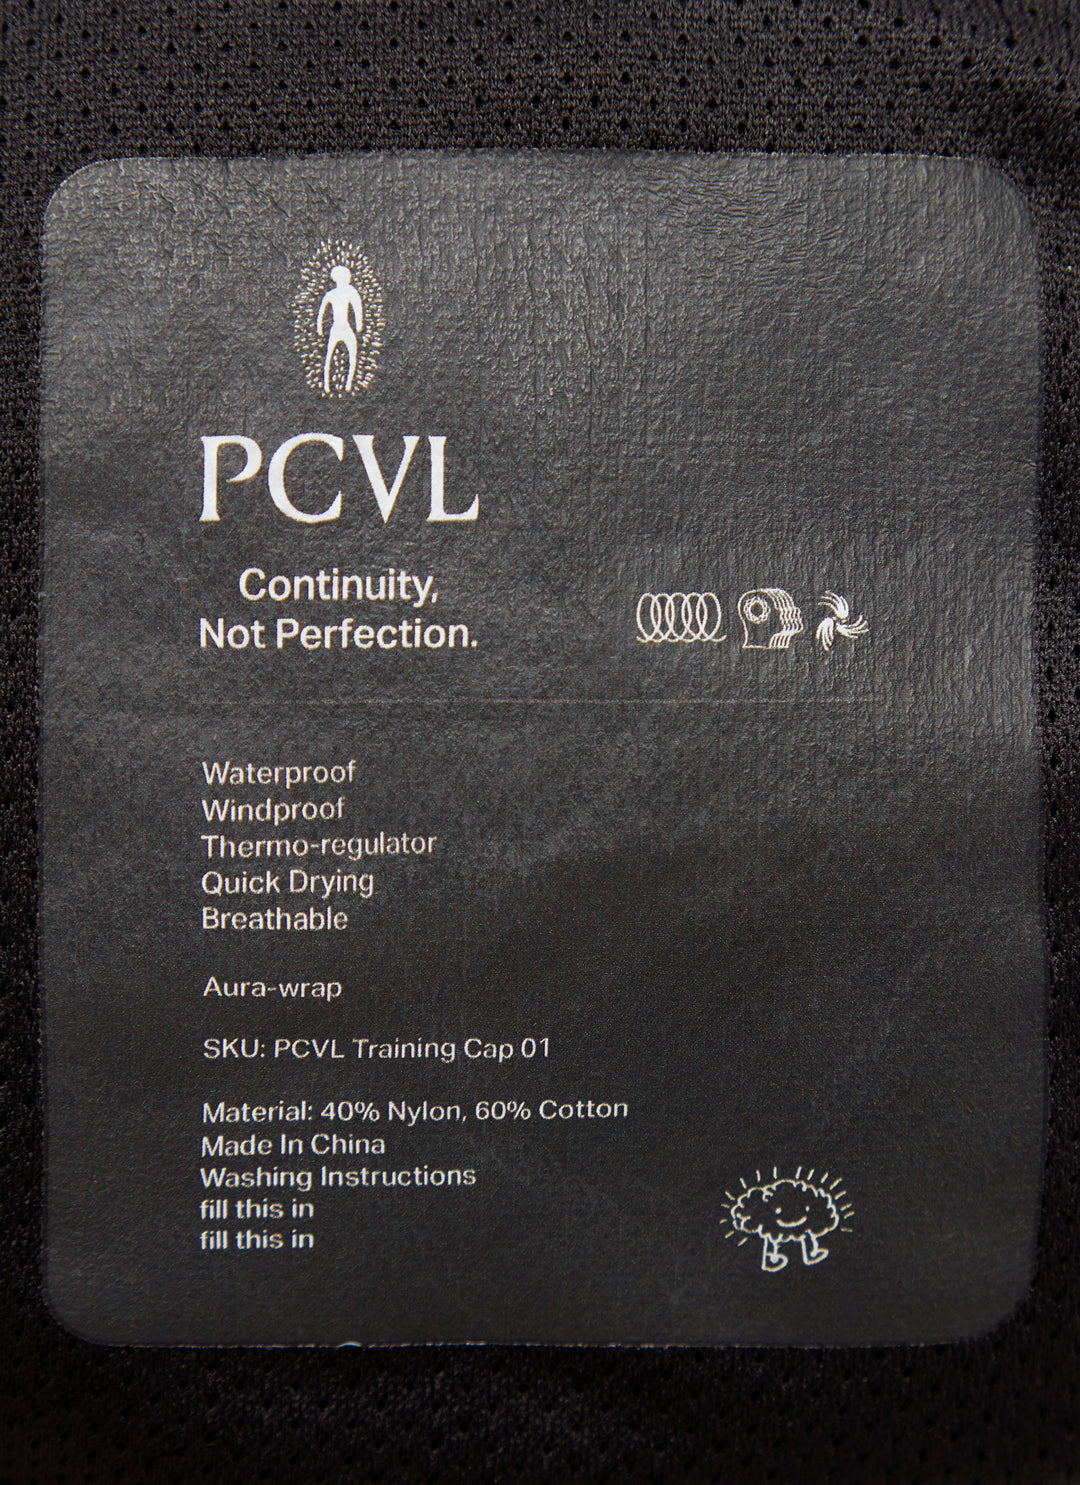 PCVL
Continuity,
Not Perfection.
Waterproof
Windproof
Thermo-regulator
Quick Drying
Breathable
Aura-wrap
SKU: PCVL Training Cap 01
Material: 40% Nylon, 60% Cotton
Made In China
Washing Instructions
fill this in
fill this in